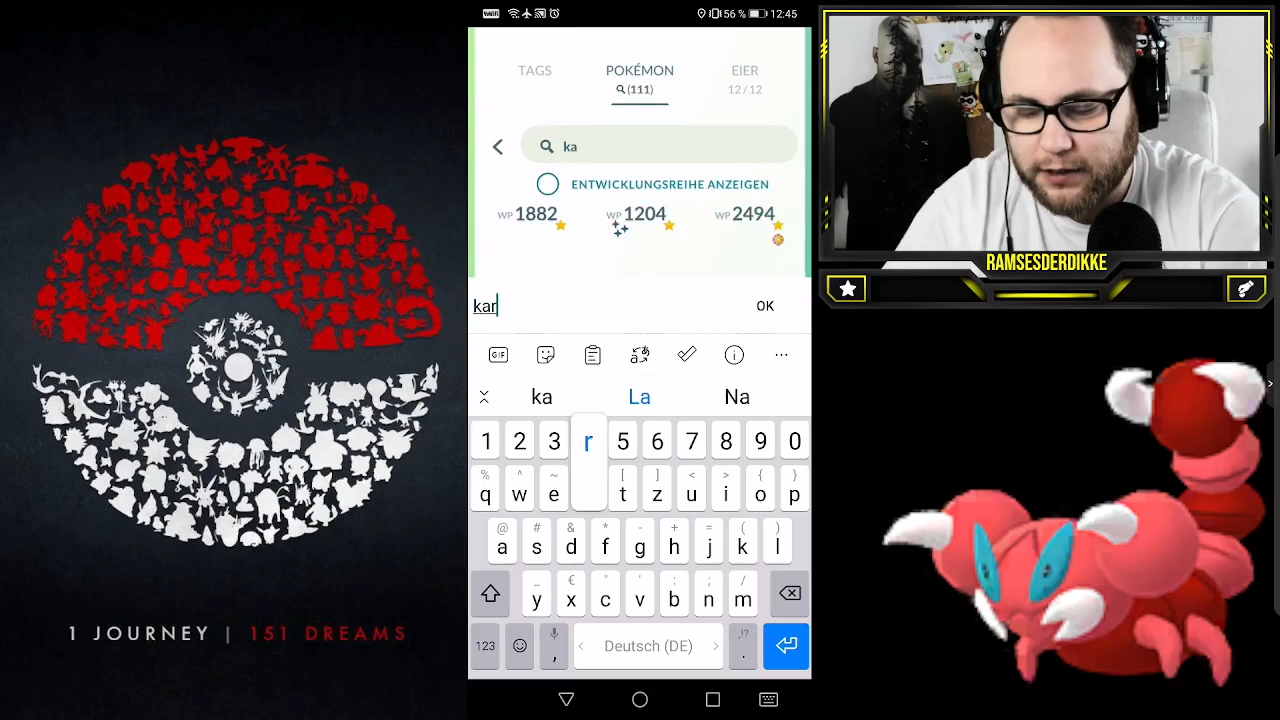 1 JOURNEY | 151 DREAMS
56 % 12:45
TAGS POKÉMON EIER
(111) 12 / 12
ka
ENTWICKLUNGSREIHE ANZEIGEN
WP 1882 WP 1204 WP 2494
kar OK
GIF
ka La Na
1 2 3 r 5 6 7 8 9 0
% ^ ~ [ ] < > { }
q w e t z u i o p
@ # & * - + = ( )
a s d f g h j k l
_ € " ' : ; /
y x c v b n m
123 , Deutsch (DE) ,!? .
RAMSESDERDIKKE